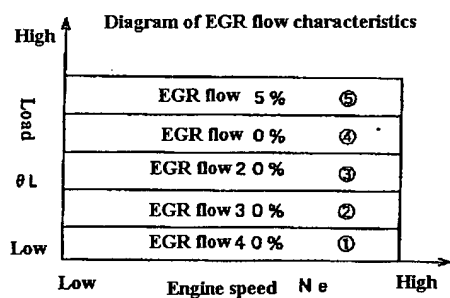 Diagram of EGR flow characteristics
High
EGR flow 5% ⑤
EGR flow 0% ④
EGR flow 20% ③
EGR flow 30% ②
EGR flow 40% ①
Load
θL
Low
Low
Engine speed Ne
High